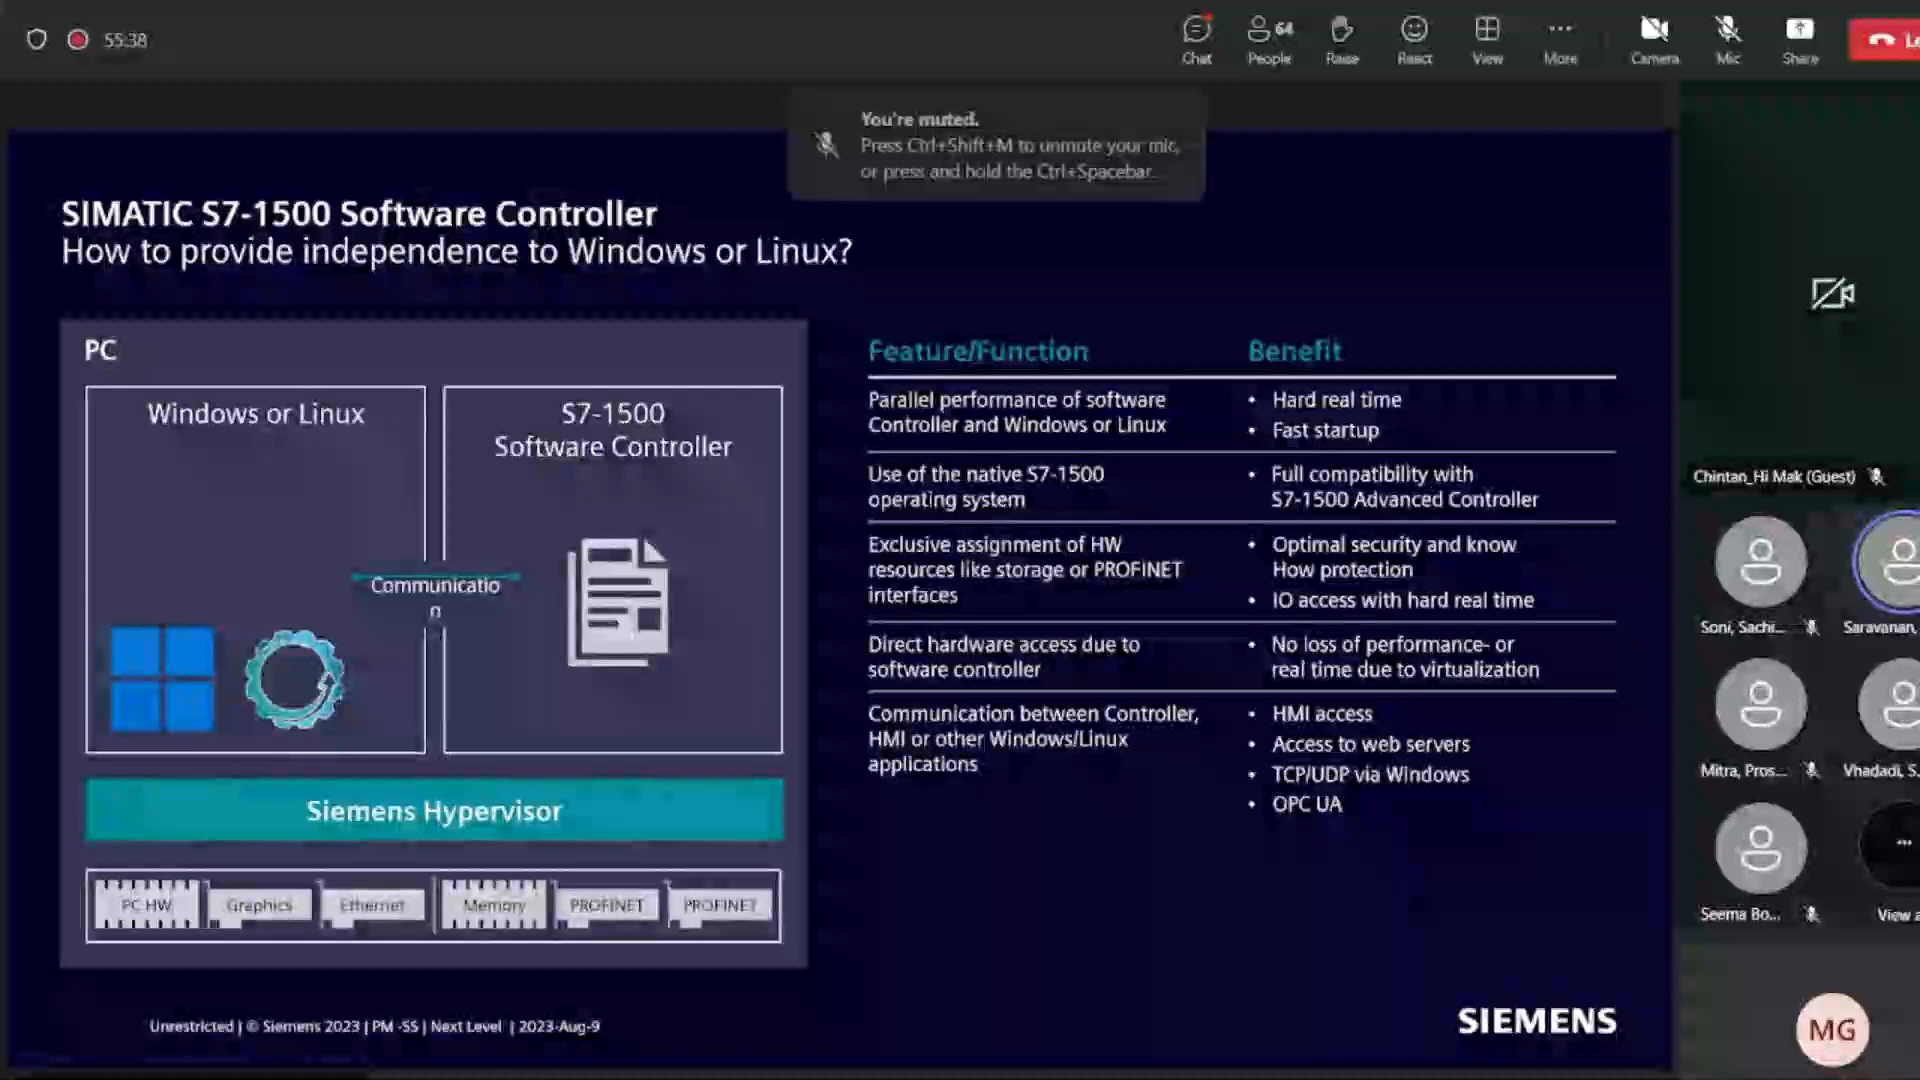 55:38
Chat
People
64
Raise
React
View
More
Camera
Mic
Share
You're muted.
Press Ctrl+Shift+M to unmute your mic,
or press and hold the Ctrl+Spacebar.
SIMATIC S7-1500 Software Controller
How to provide independence to Windows or Linux?
PC
Windows or Linux
S7-1500
Software Controller
Communicatio
n
Siemens Hypervisor
PC HW
Graphics
Ethernet
Memory
PROFINET
PROFINET
Feature/Function
Benefit
Parallel performance of software
Controller and Windows or Linux
• Hard real time
• Fast startup
Use of the native S7-1500
operating system
• Full compatibility with
S7-1500 Advanced Controller
Exclusive assignment of HW
resources like storage or PROFINET
interfaces
• Optimal security and know
How protection
• IO access with hard real time
Direct hardware access due to
software controller
• No loss of performance- or
real time due to virtualization
Communication between Controller,
HMI or other Windows/Linux
applications
• HMI access
• Access to web servers
• TCP/UDP via Windows
• OPC UA
Unrestricted | © Siemens 2023 | PM -SS | Next Level | 2023-Aug-9
SIEMENS
Chintan_Hi Mak (Guest)
Soni, Sachi...
Saravanan,
Mitra, Pros...
Vhadadi, S.
Seema Bo...
View
MG